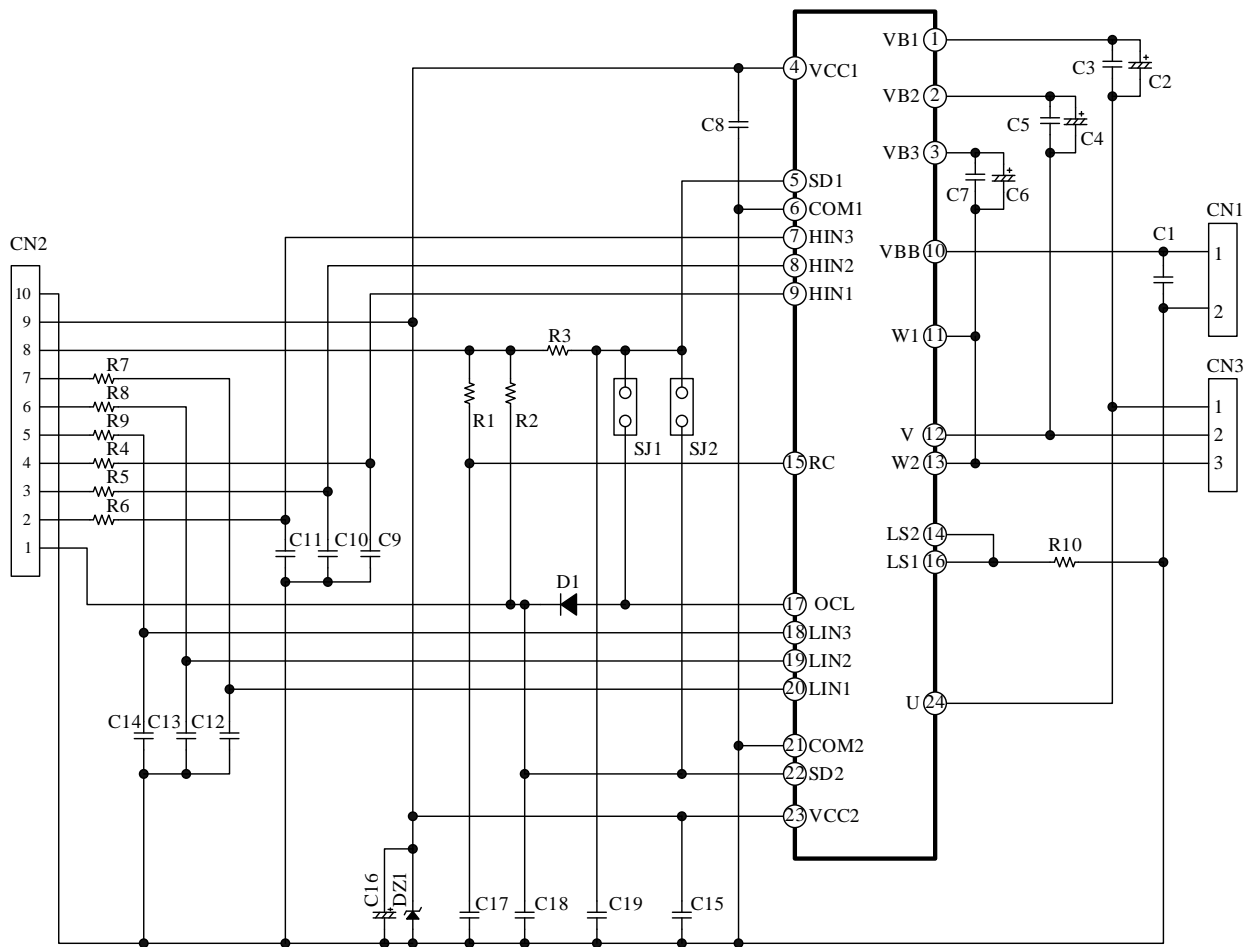 1 VB1
C3
C2
4 VCC1
VB2 2
C5
C4
C8
VB3 3
C7
C6
5 SD1
6 COM1
CN1
7 HIN3
CN2
VBB 10
C1
1
8 HIN2
10
9 HIN1
2
9
R3
W1 11
8
CN3
R7
7
R8
6
R1
R2
SJ1
SJ2
1
R9
5
V 12
2
R4
4
15 RC
W2 13
3
R5
3
R6
2
C11
C10
C9
LS2 14
1
LS1 16
R10
D1
17 OCL
18 LIN3
19 LIN2
20 LIN1
U 24
C14
C13
C12
21 COM2
22 SD2
23 VCC2
C16
DZ1
C17
C18
C19
C15